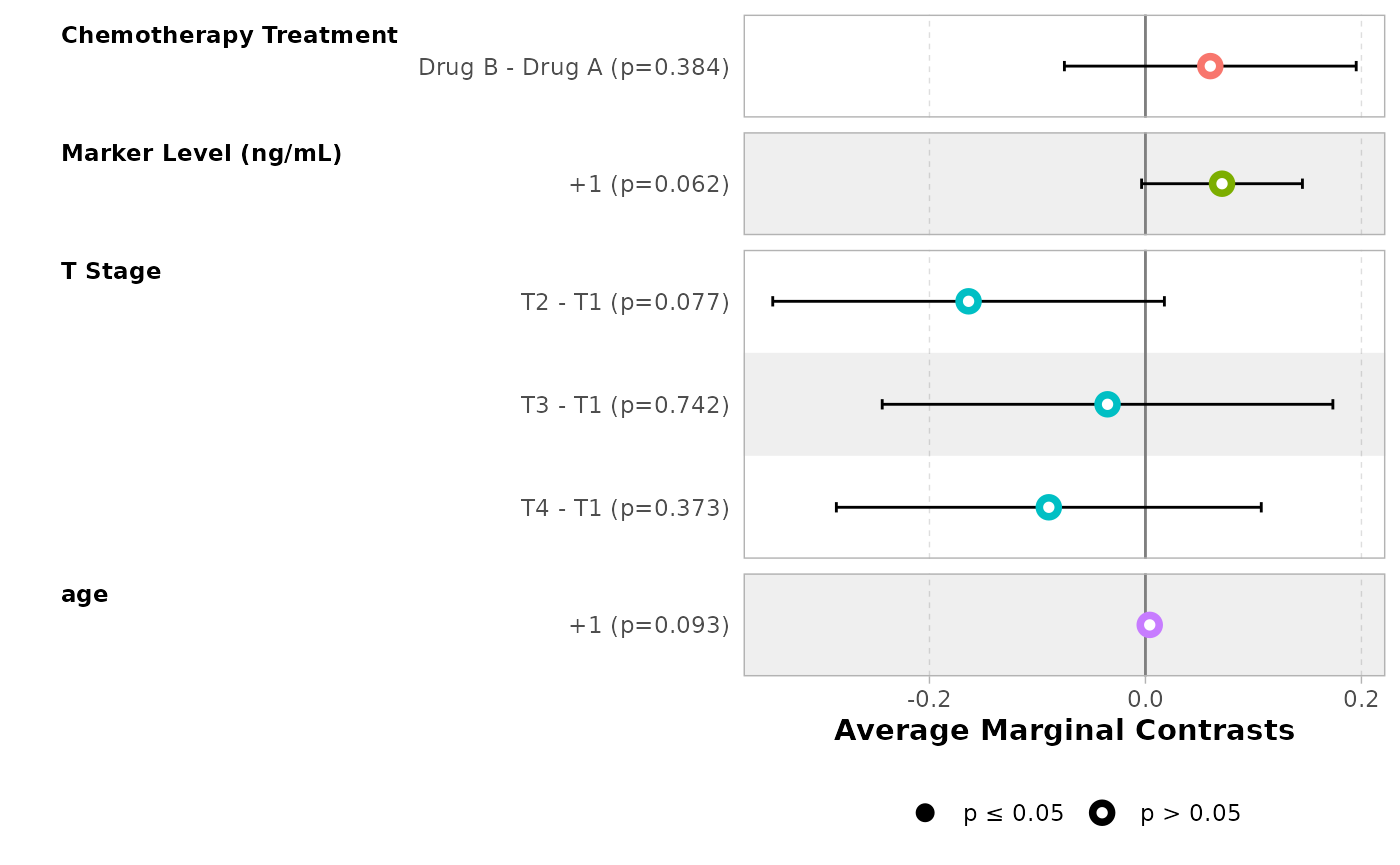 Chemotherapy Treatment
Drug B - Drug A (p=0.384)
Marker Level (ng/mL)
+1 (p=0.062)
T Stage
T2 - T1 (p=0.077)
T3 - T1 (p=0.742)
T4 - T1 (p=0.373)
age
+1 (p=0.093)
-0.2 0.0 0.2
Average Marginal Contrasts
p ≤ 0.05 p > 0.05